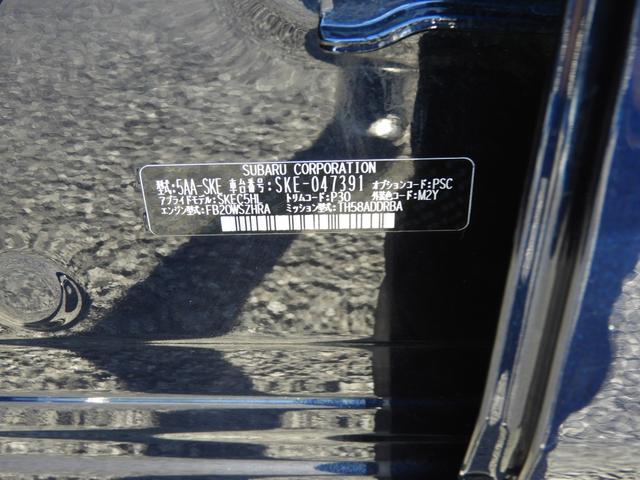 SUBARU CORPORATION
型式:5AA-SKE 車台番号:SKE-047391 オプションコード:PSC
アプライドモデル:SKEC5HL トリムコード:P30 外装色コード:M2Y
エンジン型式:FB20WSZHRA ミッション型式:TH58ADDRBA